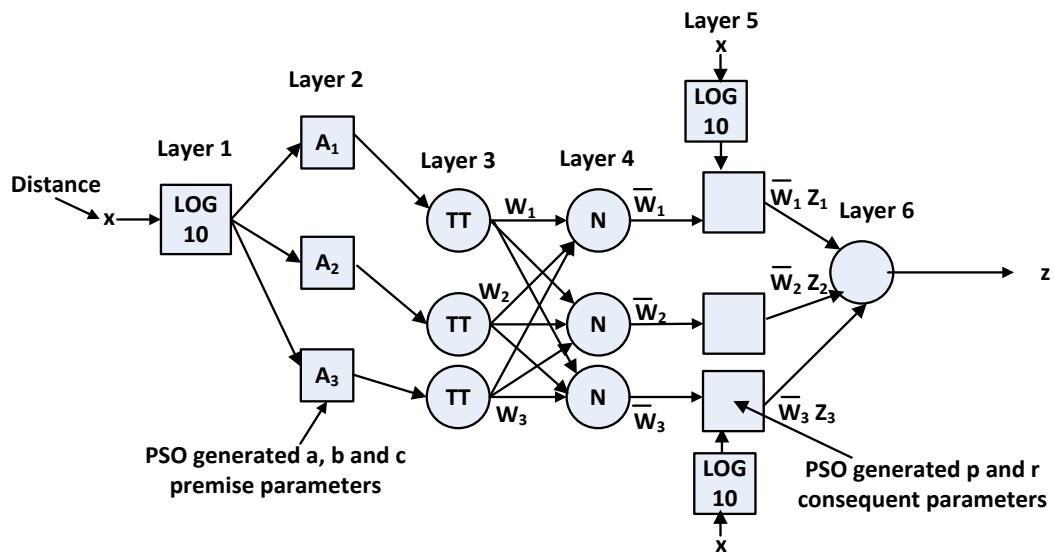 Layer 5
x
LOG
10
Layer 2
A₁
Layer 1
Layer 3
Layer 4
Distance
x
LOG
10
TT
W₁
N
W̅₁
W̅₁ Z₁
Layer 6
A₂
W₂
TT
N
W̅₂
W̅₂ Z₂
z
A₃
TT
W₃
N
W̅₃
W̅₃ Z₃
PSO generated a, b and c
premise parameters
LOG
10
x
PSO generated p and r
consequent parameters